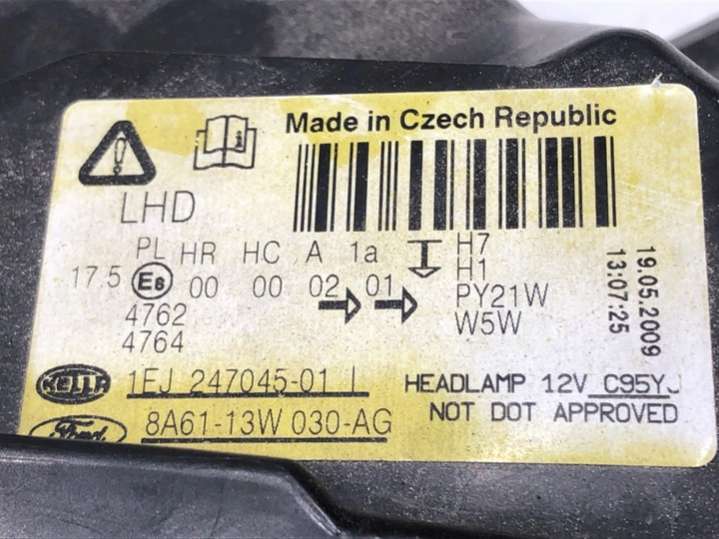 Made in Czech Republic
LHD
PL HR HC A 1a H7
17.5 E8 00 00 02 01 H1
4762 PY21W
4764 W5W
19.05.2009
13:07:25
HELLA 1EJ 247045-01 HEADLAMP 12V C95YJ
Ford 8A61-13W 030-AG NOT DOT APPROVED